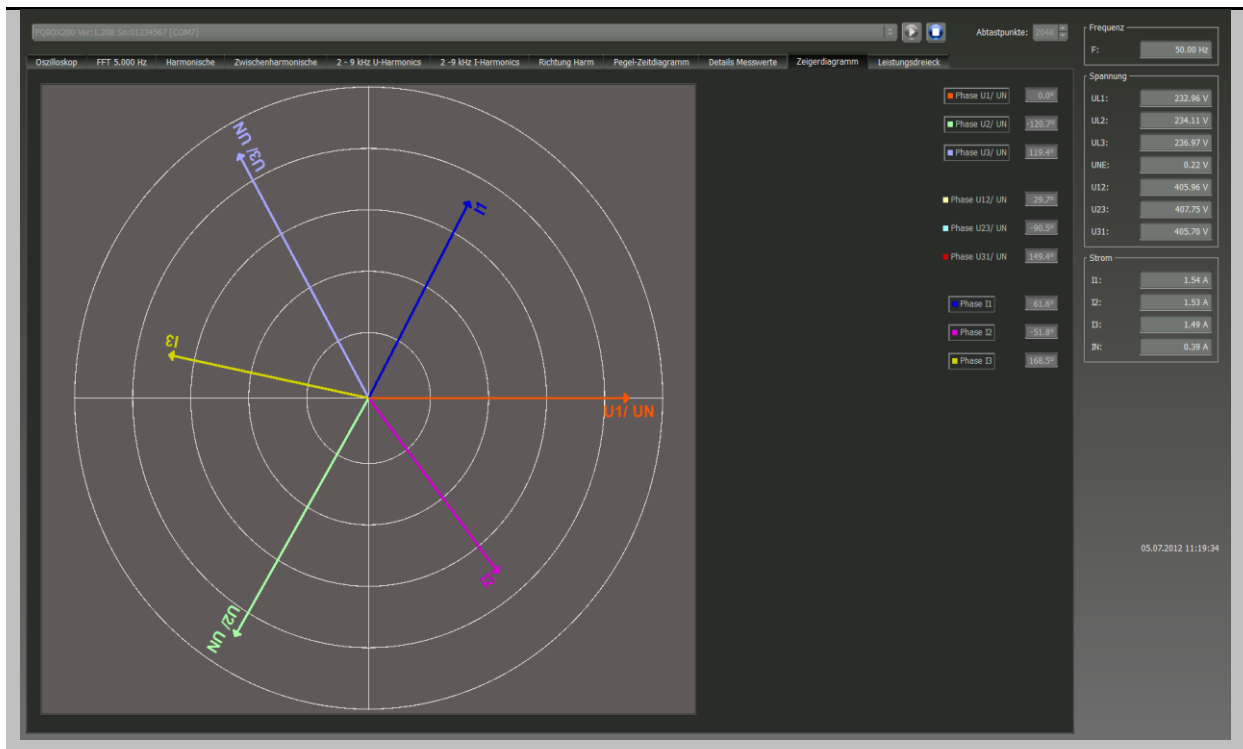 PQBOX200 Ver:1.208 Sn:01234567 [COM7]
Abtastpunkte: 2048
Oszilloskop FFT 5.000 Hz Harmonische Zwischenharmonische 2 - 9 kHz U-Harmonics 2 -9 kHz I-Harmonics Richtung Harm Pegel-Zeitdiagramm Details Messwerte Zeigerdiagramm Leistungsdreieck
U3/ UN
I1
I3
U1/ UN
I2
U2/ UN
Phase U1/ UN 0.0°
Phase U2/ UN -120.7°
Phase U3/ UN 119.4°
Phase U12/ UN 29.7°
Phase U23/ UN -90.5°
Phase U31/ UN 149.4°
Phase I1 61.6°
Phase I2 -51.8°
Phase I3 168.5°
Frequenz
F: 50.00 Hz
Spannung
UL1: 232.96 V
UL2: 234.11 V
UL3: 236.97 V
UNE: 0.22 V
U12: 405.96 V
U23: 407.75 V
U31: 405.70 V
Strom
I1: 1.54 A
I2: 1.53 A
I3: 1.49 A
IN: 0.39 A
05.07.2012 11:19:34